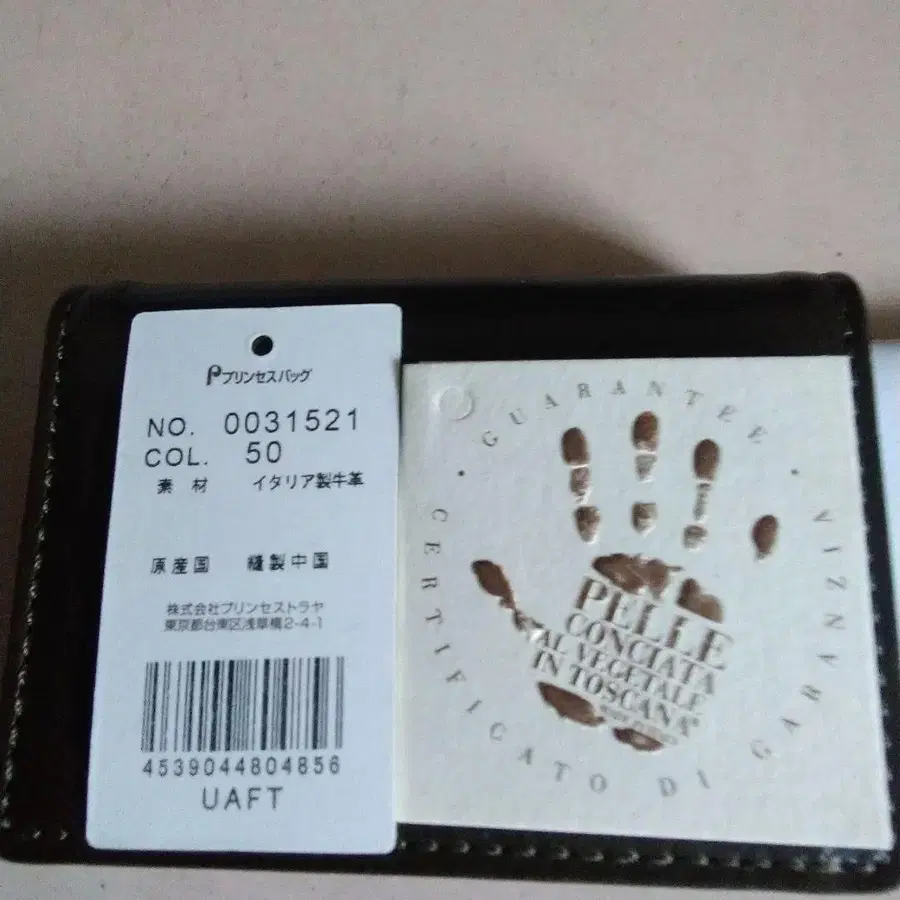 Pプリンセスバッグ
NO. 0031521
COL. 50
素材 イタリア製牛革
原産国 縫製中国
株式会社プリンセストラヤ
東京都台東区浅草橋2-4-1
4539044804856
UAFT
GUARANTEE
CERTIFICATO DI GARANZIA
PELLE
CONCIATA
AL VEGETALE
IN TOSCANA®